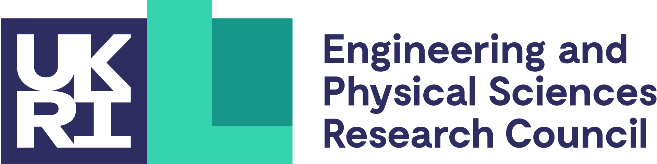 UK
RI
Engineering and
Physical Sciences
Research Council